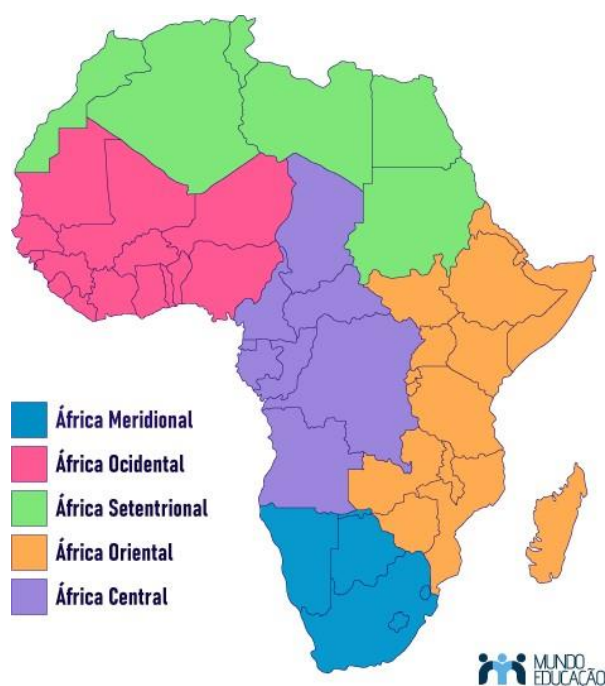 África Meridional
África Ocidental
África Setentrional
África Oriental
África Central
MUNDO
EDUCAÇÃO